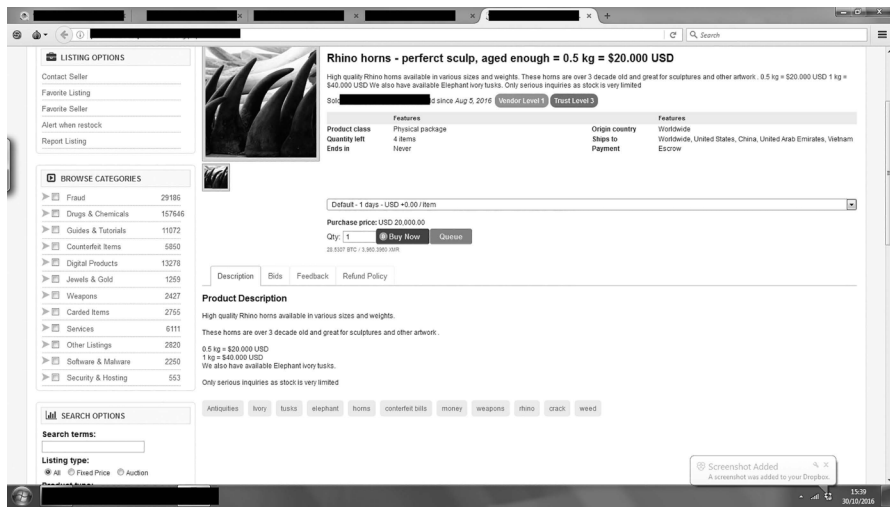 Search
LISTING OPTIONS
Contact Seller
Favorite Listing
Favorite Seller
Alert when restock
Report Listing
BROWSE CATEGORIES
Fraud 29186
Drugs & Chemicals 157646
Guides & Tutorials 11072
Counterfeit Items 5850
Digital Products 13278
Jewels & Gold 1259
Weapons 2427
Carded Items 2755
Services 6111
Other Listings 2820
Software & Malware 2250
Security & Hosting 553
SEARCH OPTIONS
Search terms:
Listing type:
All Fixed Price Auction
Rhino horns - perferct sculp, aged enough = 0.5 kg = $20.000 USD
High quality Rhino horns available in various sizes and weights. These horns are over 3 decade old and great for sculptures and other artwork . 0.5 kg = $20.000 USD 1 kg =
$40.000 USD We also have available Elephant ivory tusks. Only serious inquiries as stock is very limited
Sold since Aug 5, 2016 Vendor Level 1 Trust Level 3
Features Features
Product class Physical package Origin country Worldwide
Quantity left 4 items Ships to Worldwide, United States, China, United Arab Emirates, Vietnam
Ends in Never Payment Escrow
Default - 1 days - USD +0.00 / item
Purchase price: USD 20,000.00
Qty: 1 Buy Now Queue
Description Bids Feedback Refund Policy
Product Description
High quality Rhino horns available in various sizes and weights.
These horns are over 3 decade old and great for sculptures and other artwork .
0.5 kg = $20.000 USD
1 kg = $40.000 USD
We also have available Elephant ivory tusks.
Only serious inquiries as stock is very limited
Antiquities Ivory tusks elephant horns conterfeit bills money weapons rhino crack weed
Screenshot Added
A screenshot was added to your Dropbox.
15:39
30/10/2016